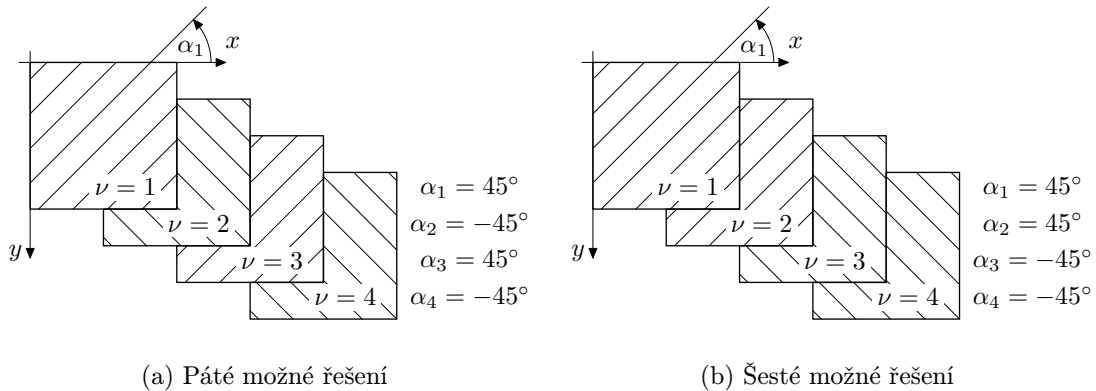 α₁
x
ν = 1
ν = 2
ν = 3
ν = 4
y
α₁ = 45°
α₂ = −45°
α₃ = 45°
α₄ = −45°
(a) Páté možné řešení
α₁
x
ν = 1
ν = 2
ν = 3
ν = 4
y
α₁ = 45°
α₂ = 45°
α₃ = −45°
α₄ = −45°
(b) Šesté možné řešení